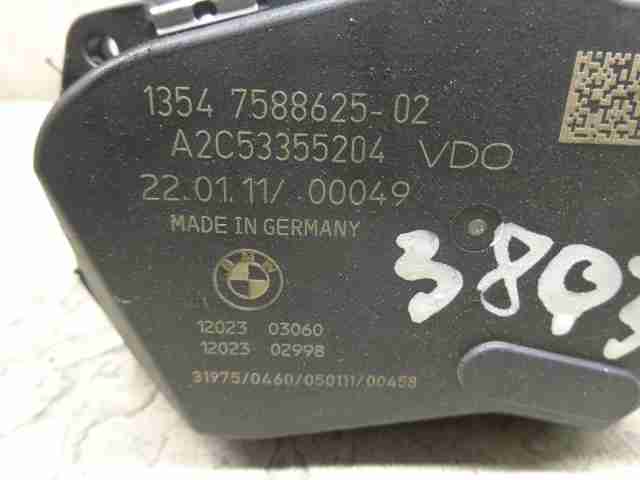 1354 7588625-02
A2C53355204 VDO
22.01.11/ 00049
MADE IN GERMANY
BMW
12023 03060
12023 02998
31975/0460/050111/00458